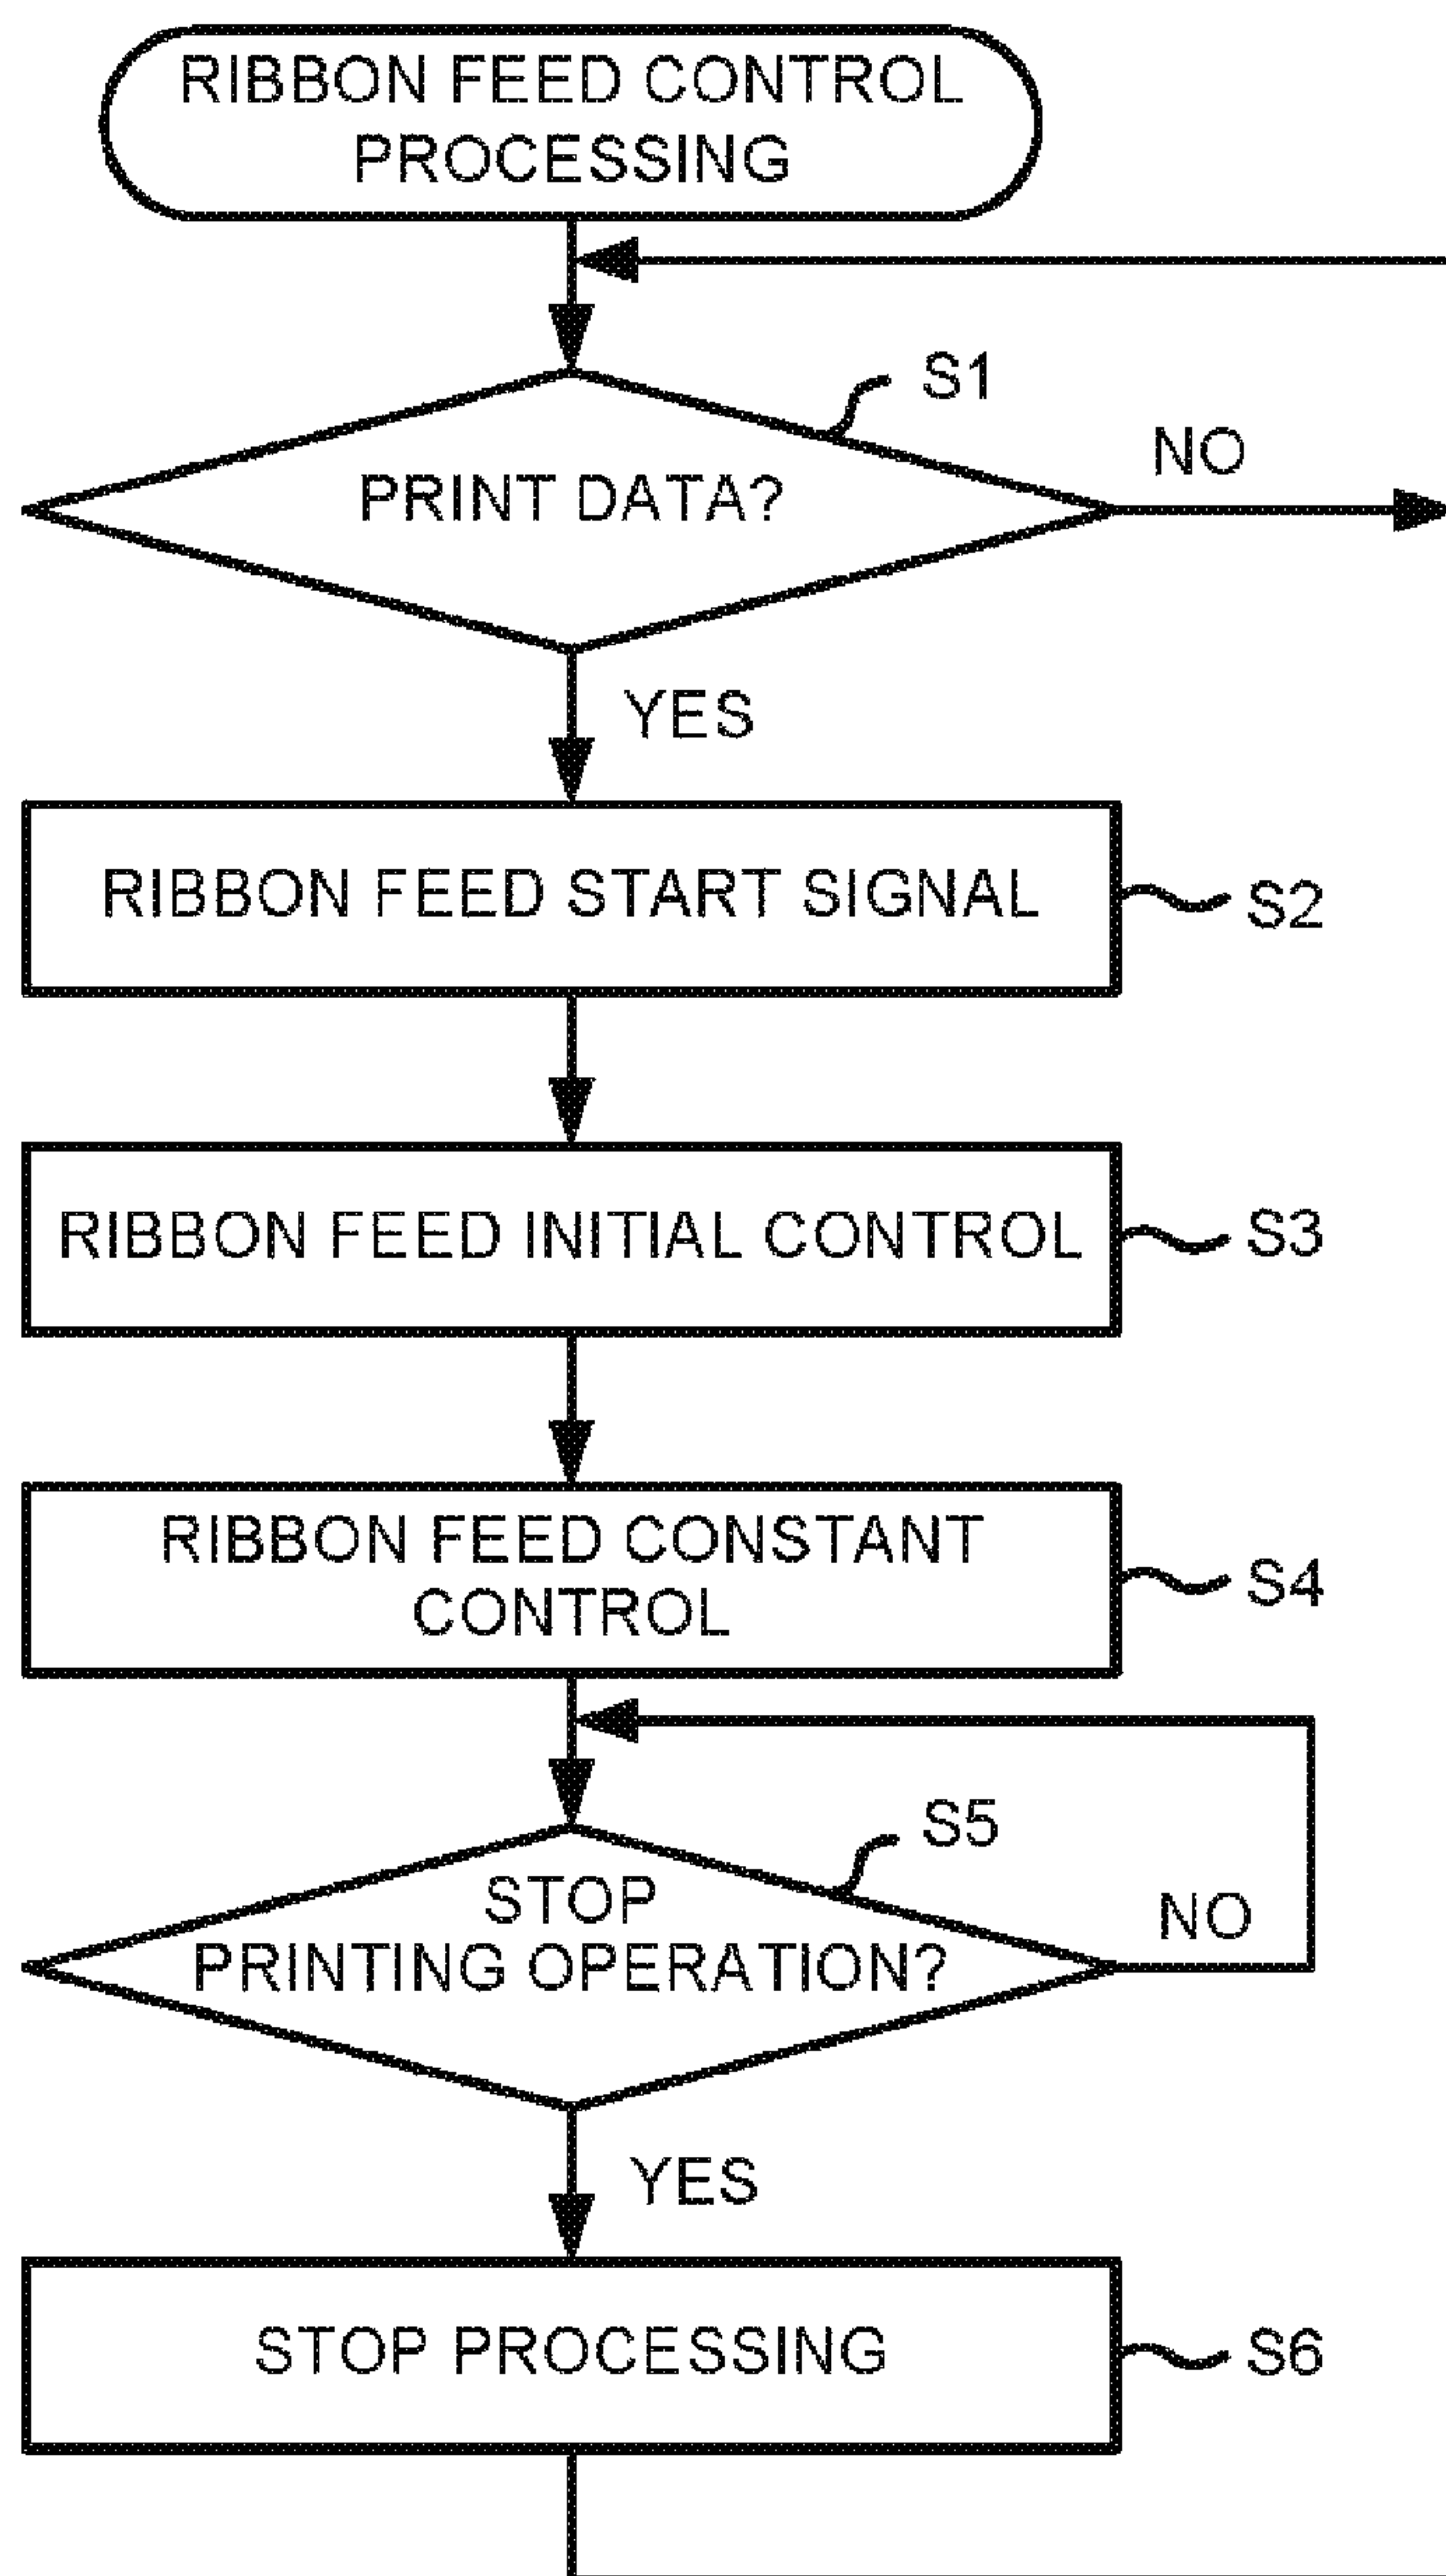 RIBBON FEED CONTROL
PROCESSING
S1
NO
PRINT DATA?
YES
RIBBON FEED START SIGNAL
S2
RIBBON FEED INITIAL CONTROL
S3
RIBBON FEED CONSTANT
CONTROL
S4
S5
STOP
NO
PRINTING OPERATION?
YES
STOP PROCESSING
S6